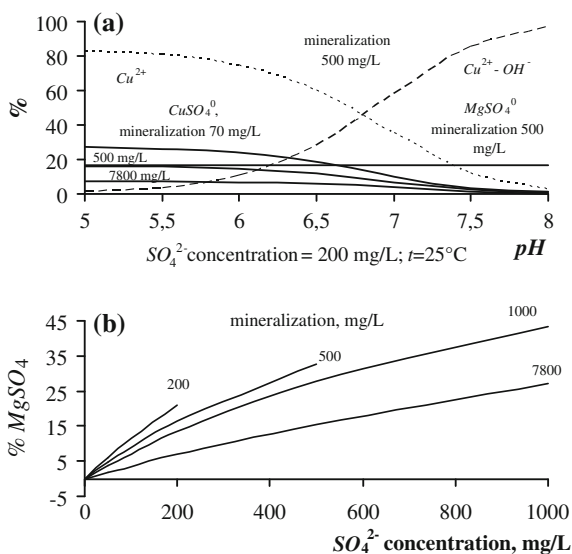 (a)
100
80
60
40
20
0
%
mineralization
500 mg/L
Cu²⁺
Cu²⁺ - OH⁻
CuSO₄⁰,
mineralization 70 mg/L
MgSO₄⁰
mineralization 500
mg/L
500 mg/L
7800 mg/L
5 5,5 6 6,5 7 7,5 8
pH
SO₄²⁻ concentration = 200 mg/L; t=25°C
(b)
mineralization, mg/L
45
35
25
15
5
-5
% MgSO₄
200
500
1000
7800
0 200 400 600 800 1000
SO₄²⁻ concentration, mg/L